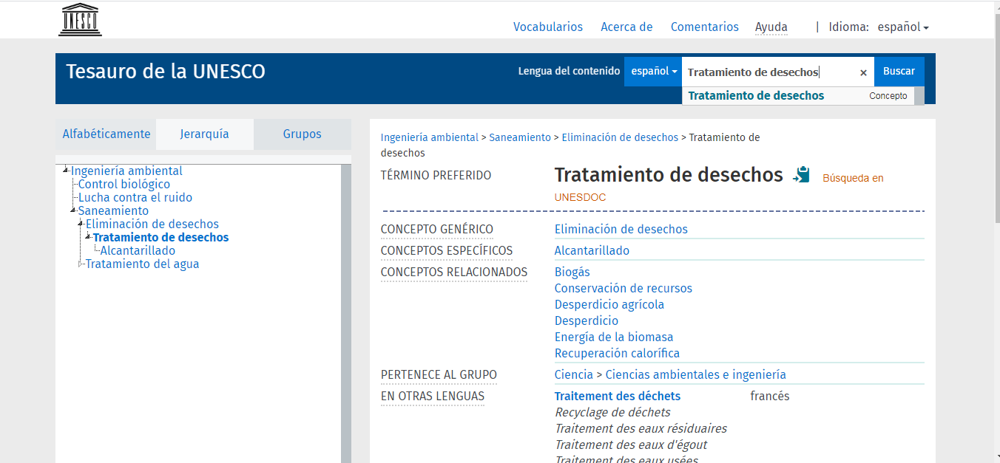 UNESCO
Vocabularios Acerca de Comentarios Ayuda | Idioma: español
Tesauro de la UNESCO
Lengua del contenido español Tratamiento de desechos × Buscar
Tratamiento de desechos Concepto
Alfabéticamente Jerarquía Grupos
Ingeniería ambiental
Control biológico
Lucha contra el ruido
Saneamiento
Eliminación de desechos
Tratamiento de desechos
Alcantarillado
Tratamiento del agua
Ingeniería ambiental > Saneamiento > Eliminación de desechos > Tratamiento de
desechos
TÉRMINO PREFERIDO Tratamiento de desechos Búsqueda en
UNESDOC
CONCEPTO GENÉRICO Eliminación de desechos
CONCEPTOS ESPECÍFICOS Alcantarillado
CONCEPTOS RELACIONADOS Biogás
Conservación de recursos
Desperdicio agrícola
Desperdicio
Energía de la biomasa
Recuperación calorífica
PERTENECE AL GRUPO Ciencia > Ciencias ambientales e ingeniería
EN OTRAS LENGUAS Traitement des déchets francés
Recyclage de déchets
Traitement des eaux résiduaires
Traitement des eaux d'égout
Traitement des eaux usées